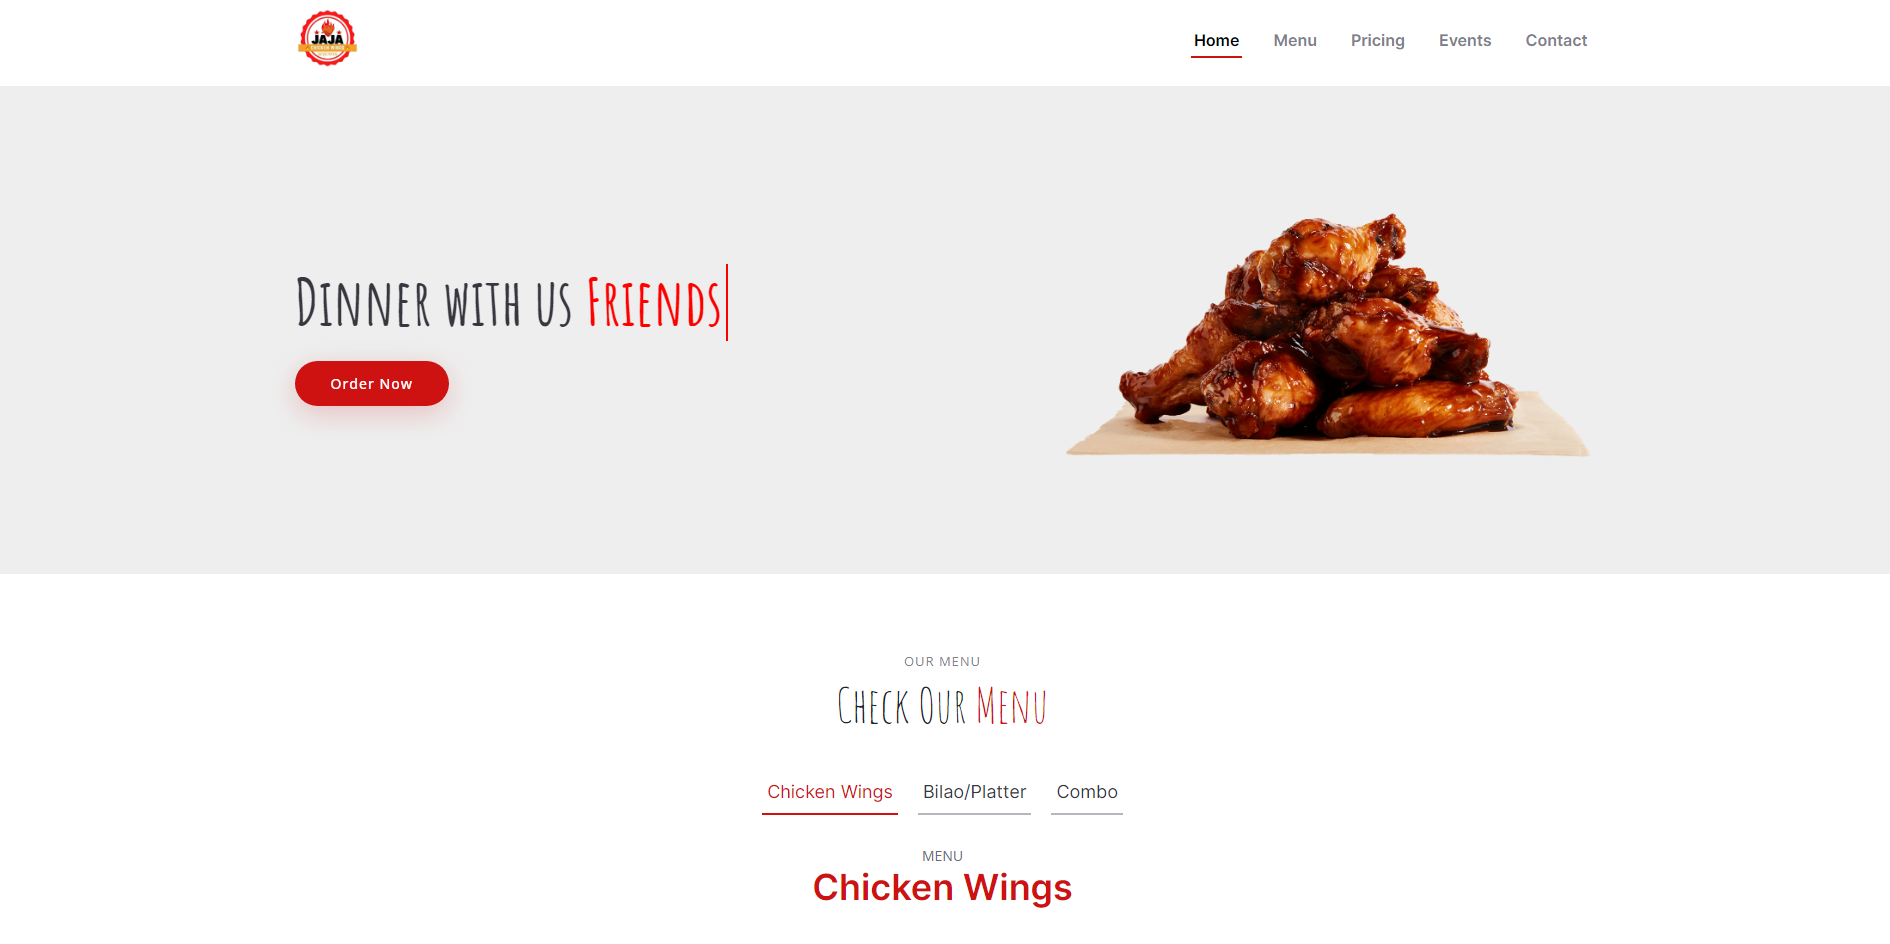 JAJA
CHICKEN WINGS
Home Menu Pricing Events Contact
Dinner with us Friends
Order Now
OUR MENU
Check Our Menu
Chicken Wings Bilao/Platter Combo
MENU
Chicken Wings